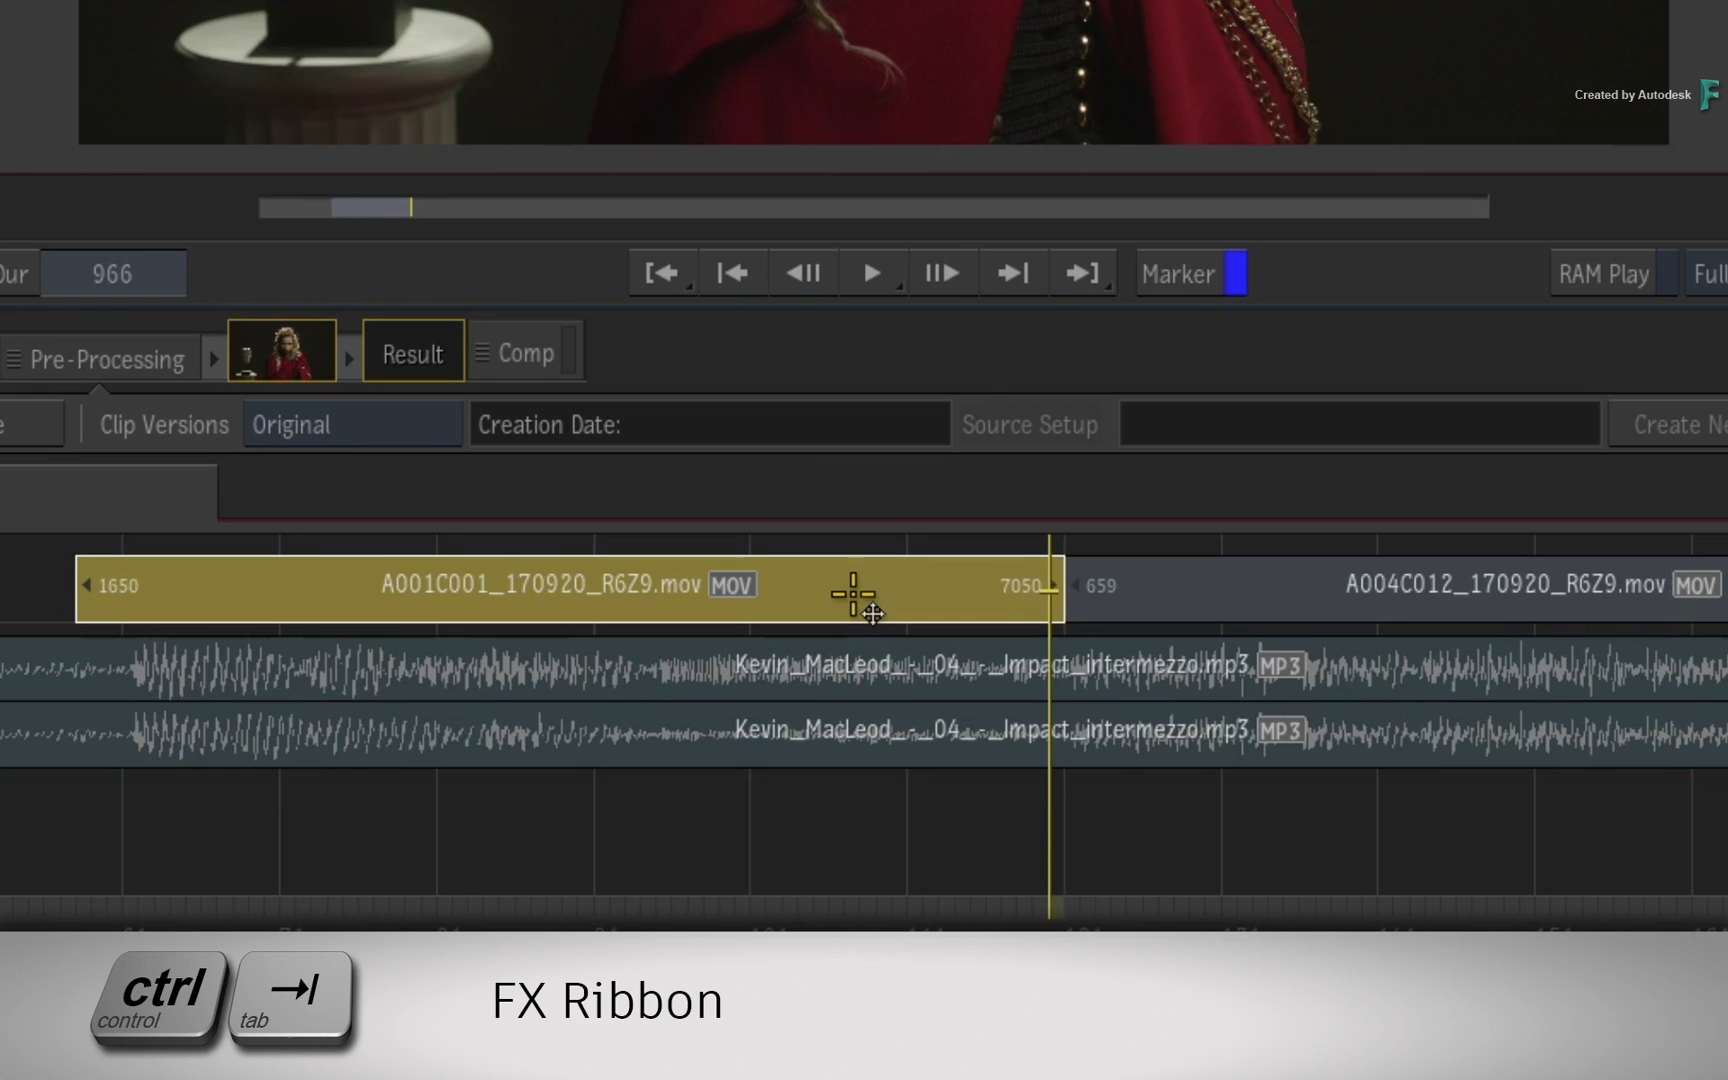 Created by Autodesk
Dur 966
Marker
RAM Play
Full
Pre-Processing
Result
Comp
Clip Versions
Original
Creation Date:
Source Setup
Create Ne
1650
A001C001_170920_R6Z9.mov MOV
7050
659
A004C012_170920_R6Z9.mov MOV
Kevin_MacLeod_-_04_-_Impact_intermezzo.mp3 MP3
Kevin_MacLeod_-_04_-_Impact_intermezzo.mp3 MP3
ctrl
control
tab
FX Ribbon